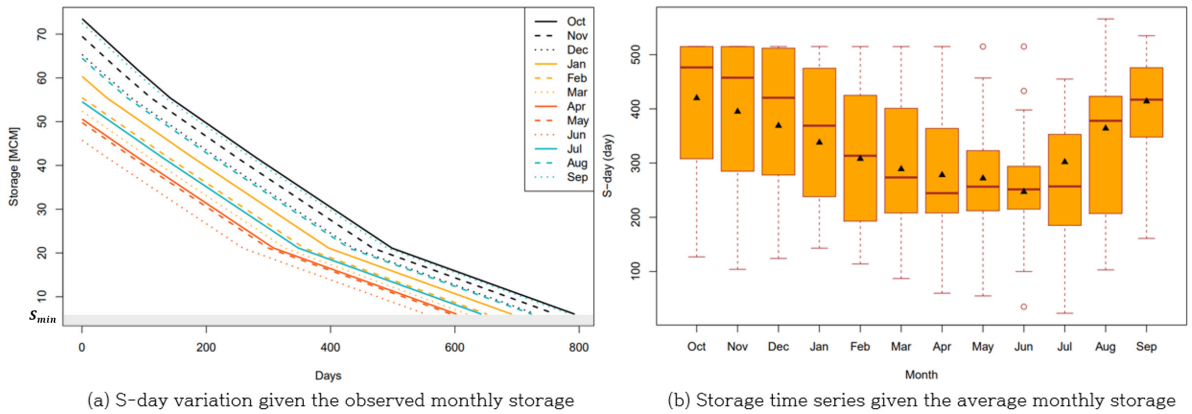 Storage [MCM]
70
60
50
40
30
20
10
Smin
0
200
400
600
800
Days
Oct
Nov
Dec
Jan
Feb
Mar
Apr
May
Jun
Jul
Aug
Sep
(a) S-day variation given the observed monthly storage
S-day (day)
500
400
300
200
100
Oct Nov Dec Jan Feb Mar Apr May Jun Jul Aug Sep
Month
(b) Storage time series given the average monthly storage